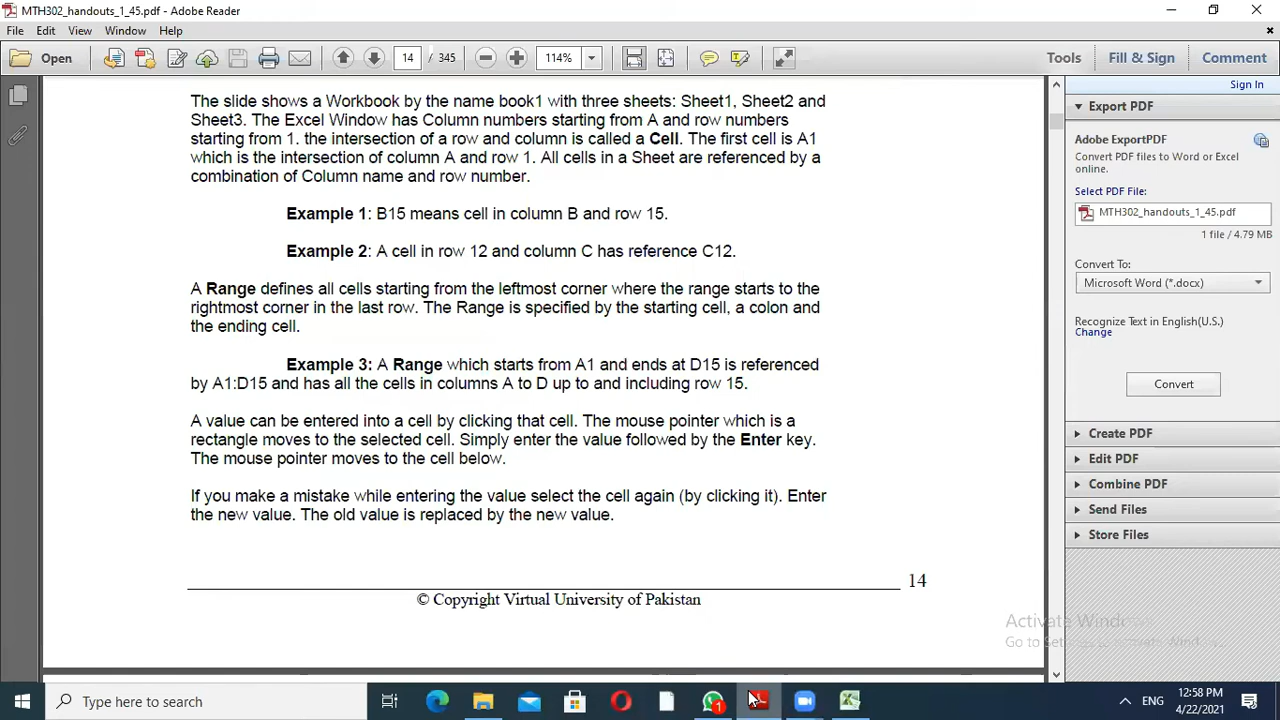 MTH302_handouts_1_45.pdf - Adobe Reader
File Edit View Window Help
Open 14 / 345 114% Tools Fill & Sign Comment
Sign In
The slide shows a Workbook by the name book1 with three sheets: Sheet1, Sheet2 and
Sheet3. The Excel Window has Column numbers starting from A and row numbers
starting from 1. the intersection of a row and column is called a Cell. The first cell is A1
which is the intersection of column A and row 1. All cells in a Sheet are referenced by a
combination of Column name and row number.
Example 1: B15 means cell in column B and row 15.
Example 2: A cell in row 12 and column C has reference C12.
A Range defines all cells starting from the leftmost corner where the range starts to the
rightmost corner in the last row. The Range is specified by the starting cell, a colon and
the ending cell.
Example 3: A Range which starts from A1 and ends at D15 is referenced
by A1:D15 and has all the cells in columns A to D up to and including row 15.
A value can be entered into a cell by clicking that cell. The mouse pointer which is a
rectangle moves to the selected cell. Simply enter the value followed by the Enter key.
The mouse pointer moves to the cell below.
If you make a mistake while entering the value select the cell again (by clicking it). Enter
the new value. The old value is replaced by the new value.
14
© Copyright Virtual University of Pakistan
Export PDF
Adobe ExportPDF
Convert PDF files to Word or Excel
online.
Select PDF File:
MTH302_handouts_1_45.pdf
1 file / 4.79 MB
Convert To:
Microsoft Word (*.docx)
Recognize Text in English(U.S.)
Change
Convert
Create PDF
Edit PDF
Combine PDF
Send Files
Store Files
Activate Windows
Go to Settings to activate Windows.
Type here to search
1
ENG
12:58 PM
4/22/2021